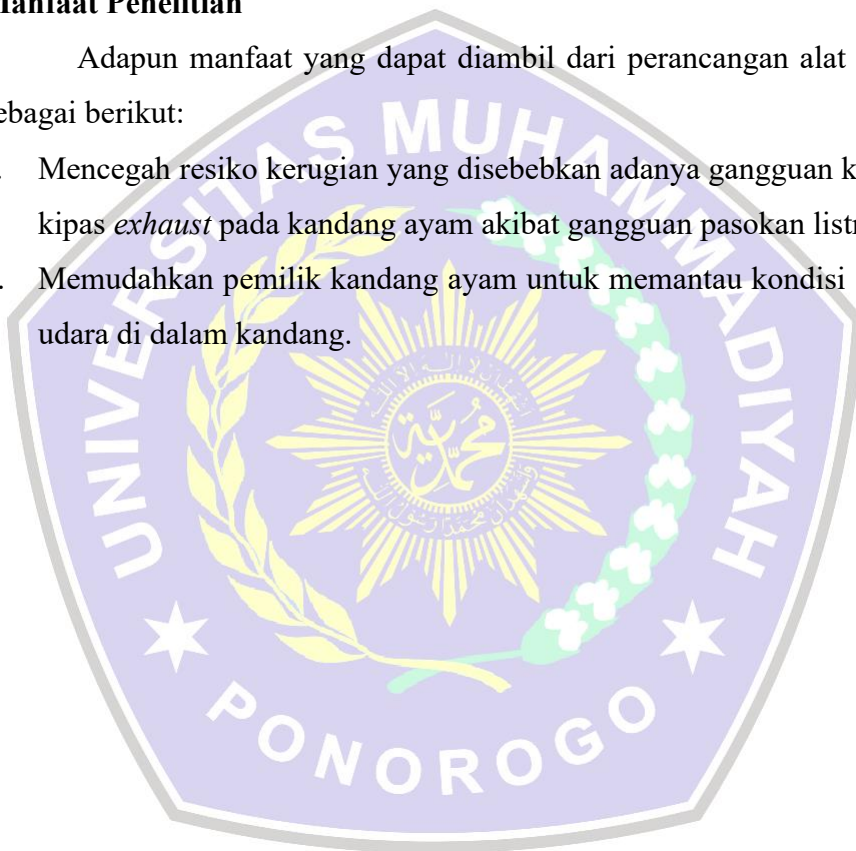 Manfaat Penelitian
Adapun manfaat yang dapat diambil dari perancangan alat
sebagai berikut:
Mencegah resiko kerugian yang disebebkan adanya gangguan k
kipas exhaust pada kandang ayam akibat gangguan pasokan listr
Memudahkan pemilik kandang ayam untuk memantau kondisi
udara di dalam kandang.
UNIVERSITAS MUHAMMADIYAH
PONOROGO